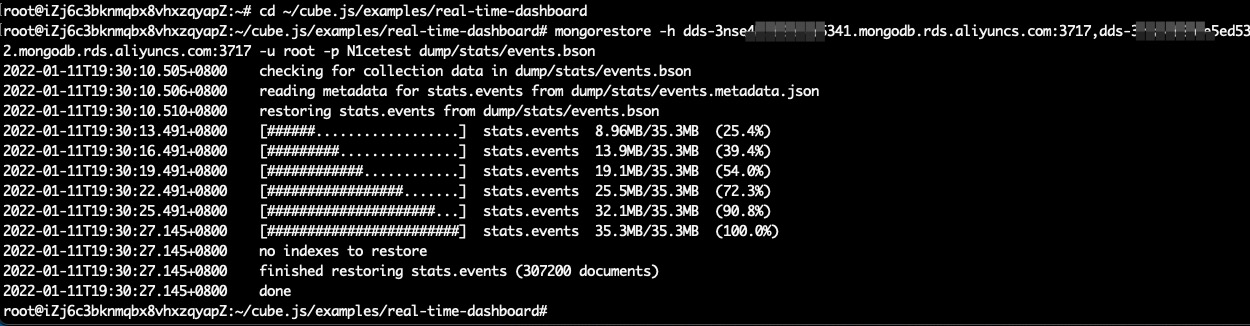 root@iZj6c3bknmqbx8vhxzqyapZ:~# cd ~/cube.js/examples/real-time-dashboard
root@iZj6c3bknmqbx8vhxzqyapZ:~/cube.js/examples/real-time-dashboard# mongorestore -h dds-3nse 5341.mongodb.rds.aliyuncs.com:3717,dds-3 e5ed53
2.mongodb.rds.aliyuncs.com:3717 -u root -p N1cetest dump/stats/events.bson
2022-01-11T19:30:10.505+0800 checking for collection data in dump/stats/events.bson
2022-01-11T19:30:10.506+0800 reading metadata for stats.events from dump/stats/events.metadata.json
2022-01-11T19:30:10.510+0800 restoring stats.events from dump/stats/events.bson
2022-01-11T19:30:13.491+0800 [######..................] stats.events 8.96MB/35.3MB (25.4%)
2022-01-11T19:30:16.491+0800 [#########...............] stats.events 13.9MB/35.3MB (39.4%)
2022-01-11T19:30:19.491+0800 [############............] stats.events 19.1MB/35.3MB (54.0%)
2022-01-11T19:30:22.491+0800 [#################.......] stats.events 25.5MB/35.3MB (72.3%)
2022-01-11T19:30:25.491+0800 [#####################...] stats.events 32.1MB/35.3MB (90.8%)
2022-01-11T19:30:27.145+0800 [########################] stats.events 35.3MB/35.3MB (100.0%)
2022-01-11T19:30:27.145+0800 no indexes to restore
2022-01-11T19:30:27.145+0800 finished restoring stats.events (307200 documents)
2022-01-11T19:30:27.145+0800 done
root@iZj6c3bknmqbx8vhxzqyapZ:~/cube.js/examples/real-time-dashboard#